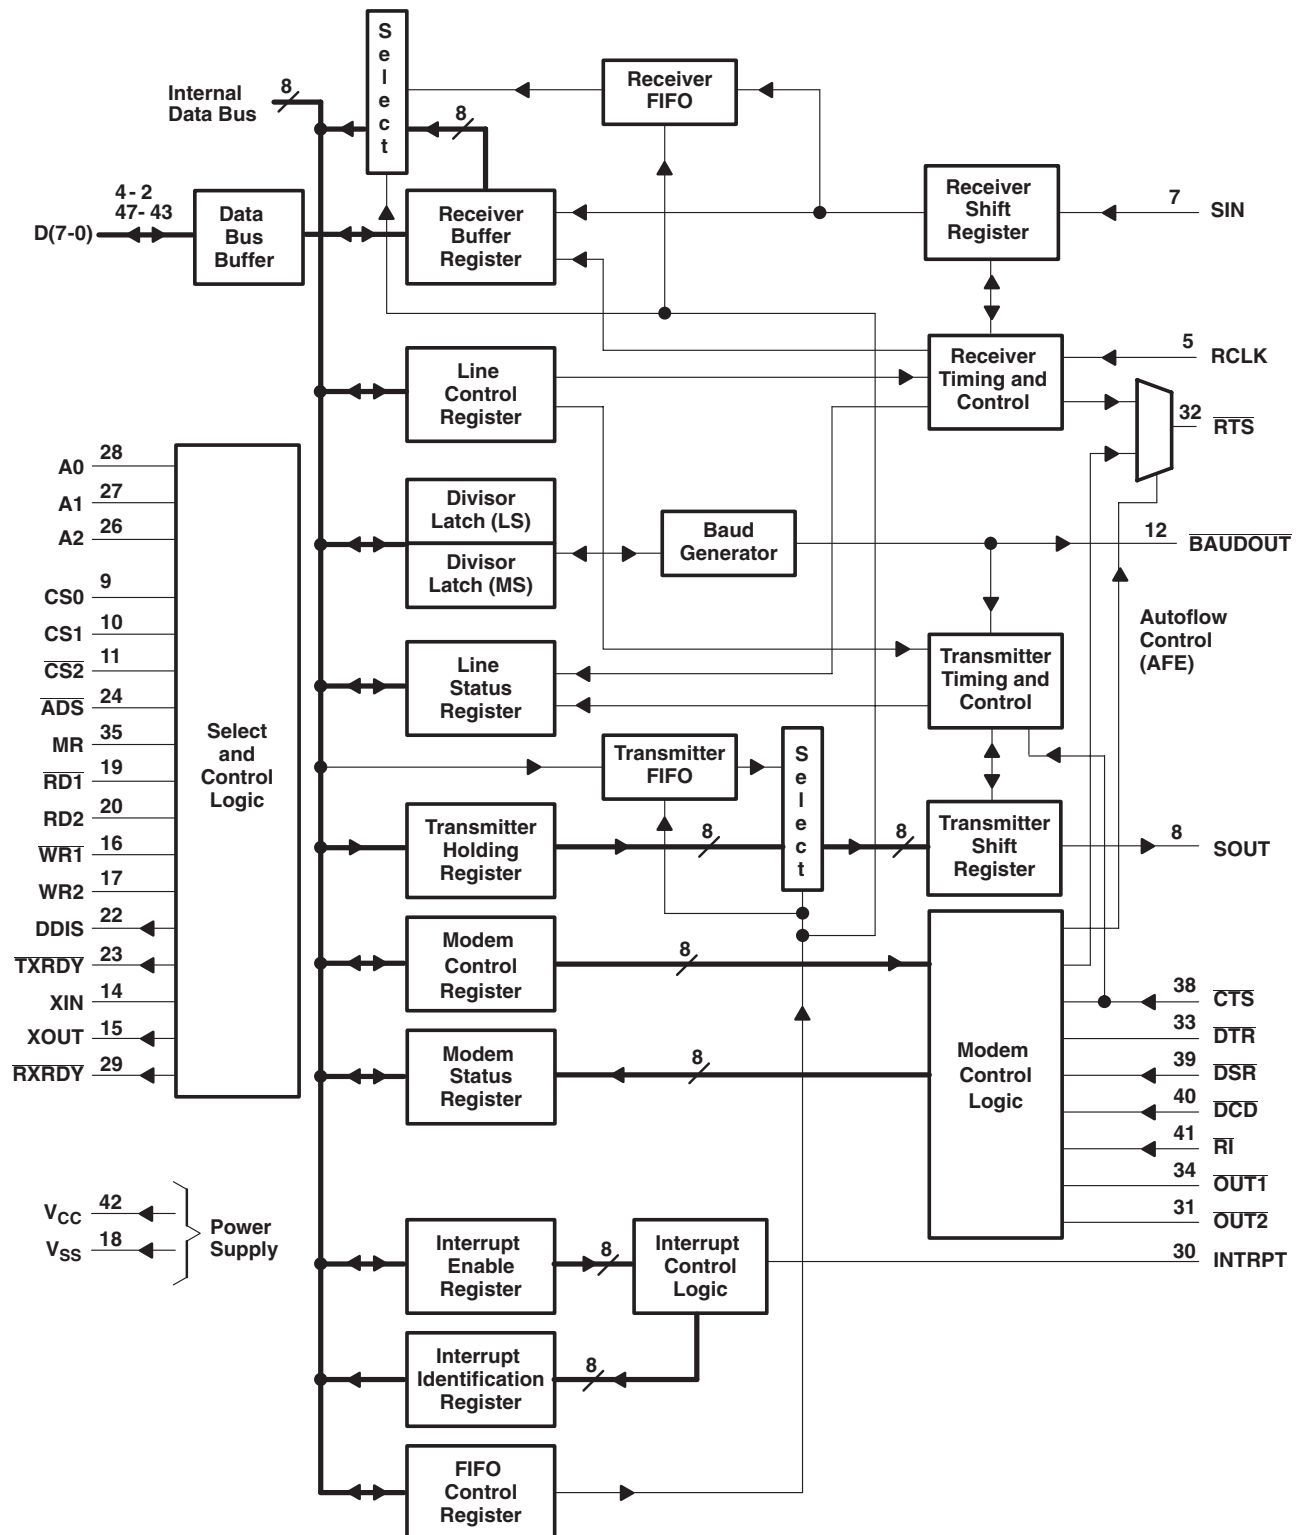 Select
8
Internal
Data Bus
Receiver
FIFO
8
4-2
47-43
D(7-0)
Data
Bus
Buffer
Receiver
Buffer
Register
Receiver
Shift
Register
7
SIN
Line
Control
Register
Receiver
Timing and
Control
5
RCLK
32
RTS
A0
28
A1
27
A2
26
CS0
9
CS1
10
CS2
11
ADS
24
MR
35
RD1
19
RD2
20
WR1
16
WR2
17
DDIS
22
TXRDY
23
XIN
14
XOUT
15
RXRDY
29
Select
and
Control
Logic
Divisor
Latch (LS)
Divisor
Latch (MS)
Baud
Generator
12
BAUDOUT
Autoflow
Control
(AFE)
Line
Status
Register
Transmitter
Timing and
Control
Transmitter
FIFO
Select
Transmitter
Holding
Register
8
8
Transmitter
Shift
Register
8
SOUT
Modem
Control
Register
8
Modem
Status
Register
8
Modem
Control
Logic
38
CTS
33
DTR
39
DSR
40
DCD
41
RI
34
OUT1
31
OUT2
30
INTRPT
VCC
42
VSS
18
Power
Supply
Interrupt
Enable
Register
8
Interrupt
Control
Logic
Interrupt
Identification
Register
8
FIFO
Control
Register